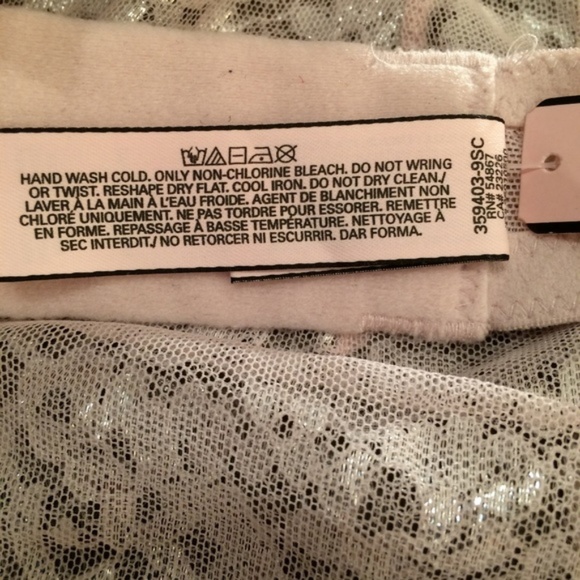 HAND WASH COLD. ONLY NON-CHLORINE BLEACH. DO NOT WRING
OR TWIST. RESHAPE DRY FLAT. COOL IRON. DO NOT DRY CLEAN./
LAVER À LA MAIN À L'EAU FROIDE. AGENT DE BLANCHIMENT NON
CHLORÉ UNIQUEMENT. NE PAS TORDRE POUR ESSORER. REMETTRE
EN FORME. REPASSAGE À BASSE TEMPÉRATURE. NETTOYAGE À
SEC INTERDIT./ NO RETORCER NI ESCURRIR. DAR FORMA.
359403-9SC
RN# 54867
CA# 23276